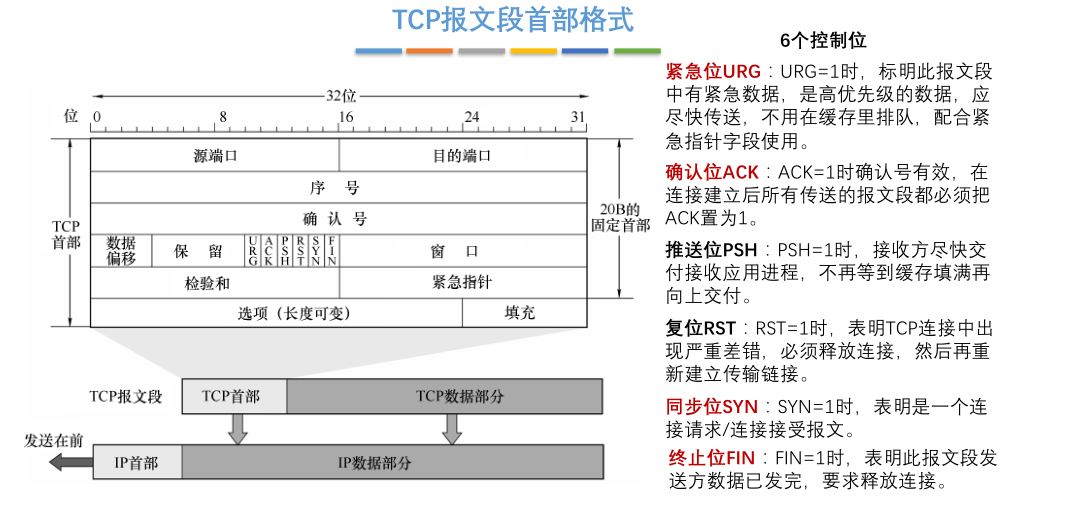 TCP报文段首部格式
32位
位 0 8 16 24 31
源端口 目的端口
序 号
确 认 号
数据偏移 保 留 URG ACK PSH RST SYN FIN 窗 口
检验和 紧急指针
选项（长度可变） 填充
TCP首部
20B的
固定首部
TCP报文段 TCP首部 TCP数据部分
发送在前
IP首部 IP数据部分
6个控制位
紧急位URG：URG=1时，标明此报文段
中有紧急数据，是高优先级的数据，应
尽快传送，不用在缓存里排队，配合紧
急指针字段使用。
确认位ACK：ACK=1时确认号有效，在
连接建立后所有传送的报文段都必须把
ACK置为1。
推送位PSH：PSH=1时，接收方尽快交
付接收应用进程，不再等到缓存填满再
向上交付。
复位RST：RST=1时，表明TCP连接中出
现严重差错，必须释放连接，然后再重
新建立传输链接。
同步位SYN：SYN=1时，表明是一个连
接请求/连接接受报文。
终止位FIN：FIN=1时，表明此报文段发
送方数据已发完，要求释放连接。